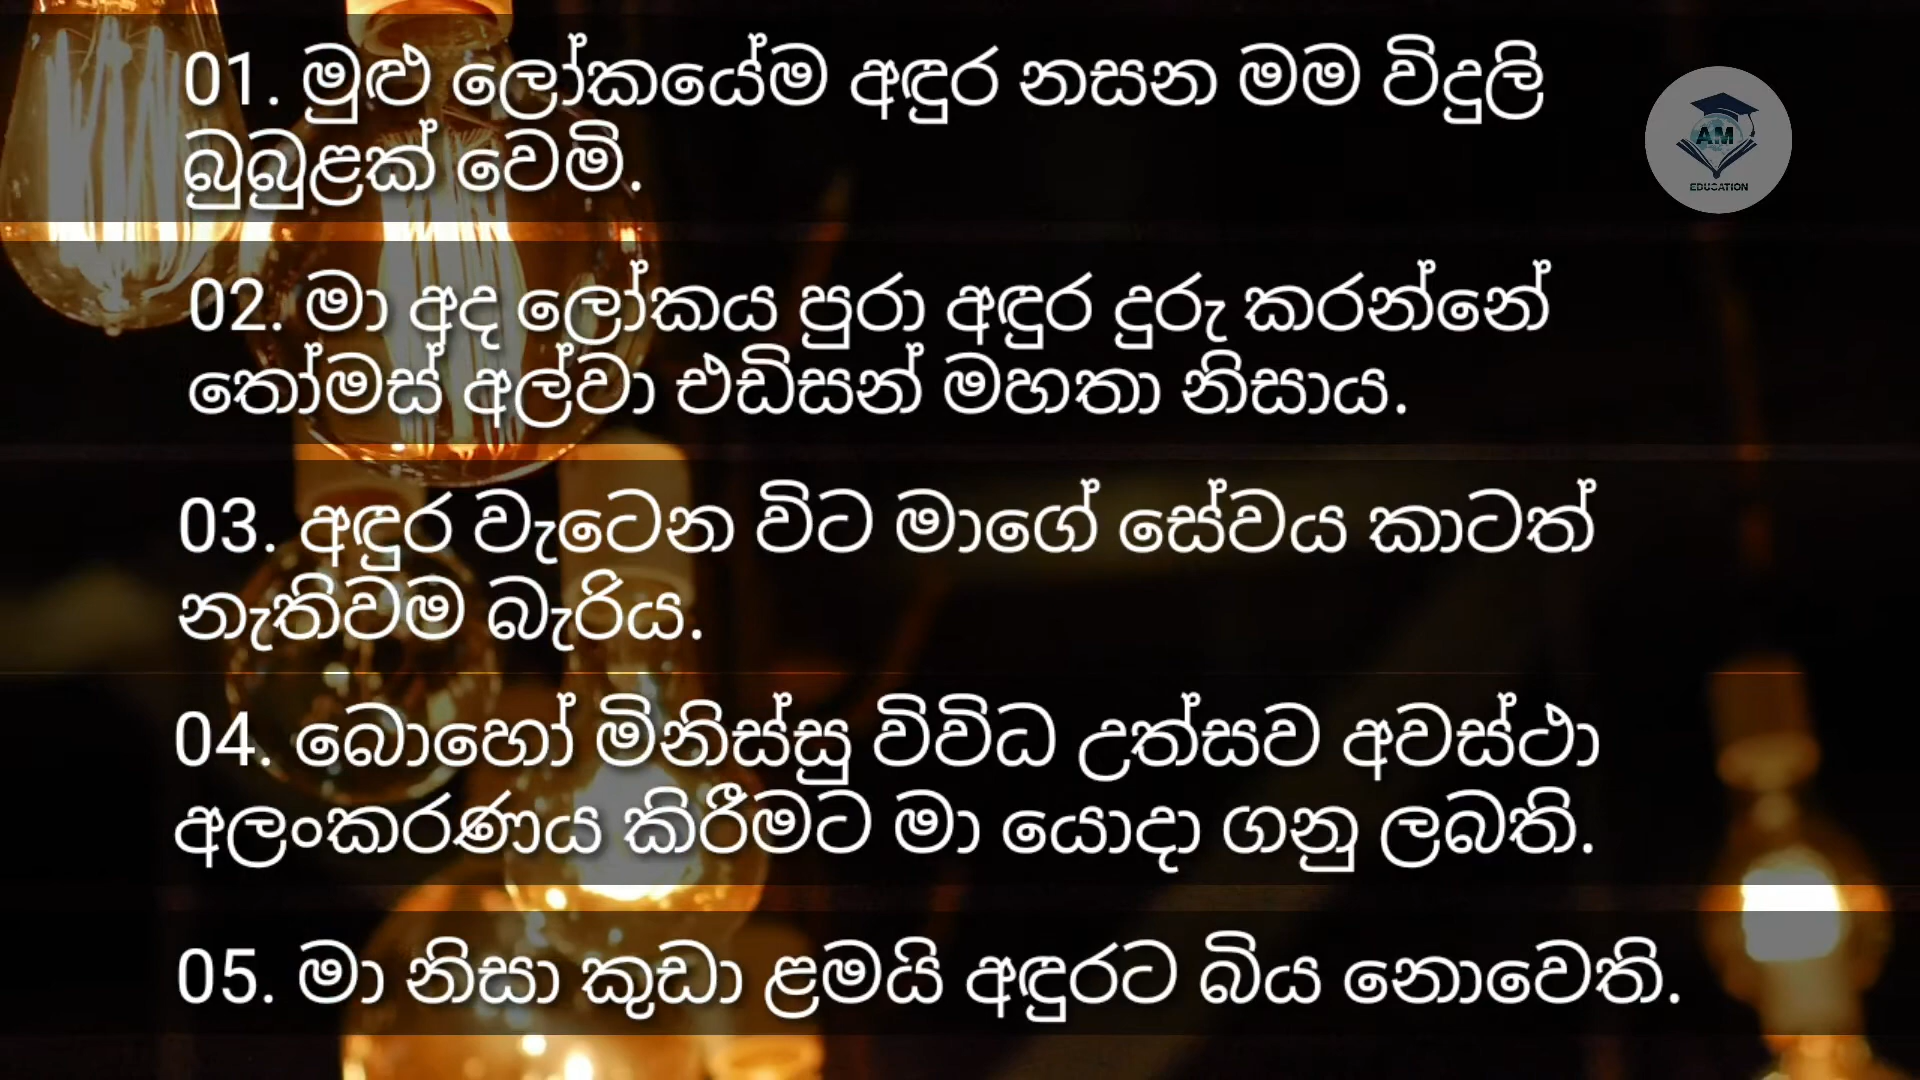 01. මුළු ලෝකයේම අඳුර නසන මම විදුලි
බුබුළක් වෙමි.
AM
EDUCATION
02. මා අද ලෝකය පුරා අඳුර දුරු කරන්නේ
තෝමස් අල්වා එඩිසන් මහතා නිසාය.
03. අඳුර වැටෙන විට මාගේ සේවය කාටත්
නැතිවම බැරිය.
04. බොහෝ මිනිස්සු විවිධ උත්සව අවස්ථා
අලංකරණය කිරීමට මා යොදා ගනු ලබති.
05. මා නිසා කුඩා ළමයි අඳුරට බිය නොවෙති.